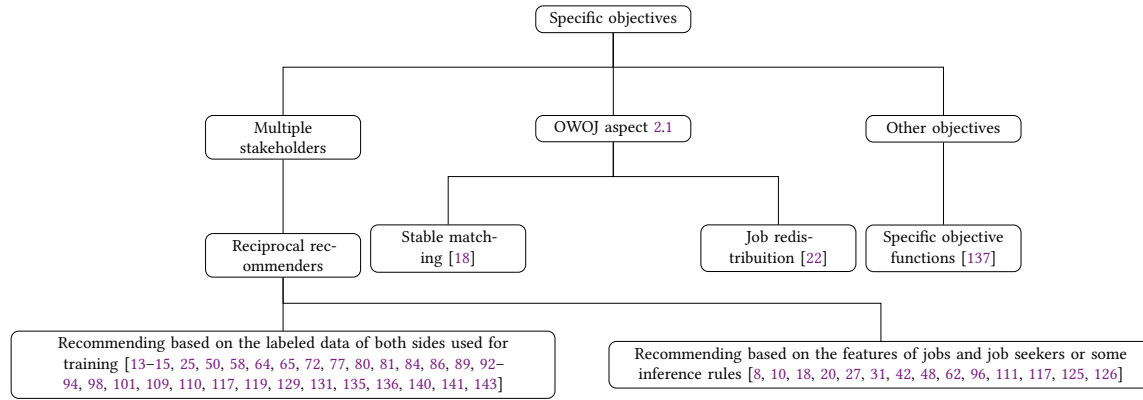 Specific objectives
Multiple
stakeholders
OWOJ aspect 2.1
Other objectives
Reciprocal rec-
ommenders
Stable match-
ing [18]
Job redis-
tribuition [22]
Specific objective
functions [137]
Recommending based on the labeled data of both sides used for
training [13–15, 25, 50, 58, 64, 65, 72, 77, 80, 81, 84, 86, 89, 92–
94, 98, 101, 109, 110, 117, 119, 129, 131, 135, 136, 140, 141, 143]
Recommending based on the features of jobs and job seekers or some
inference rules [8, 10, 18, 20, 27, 31, 42, 48, 62, 96, 111, 117, 125, 126]